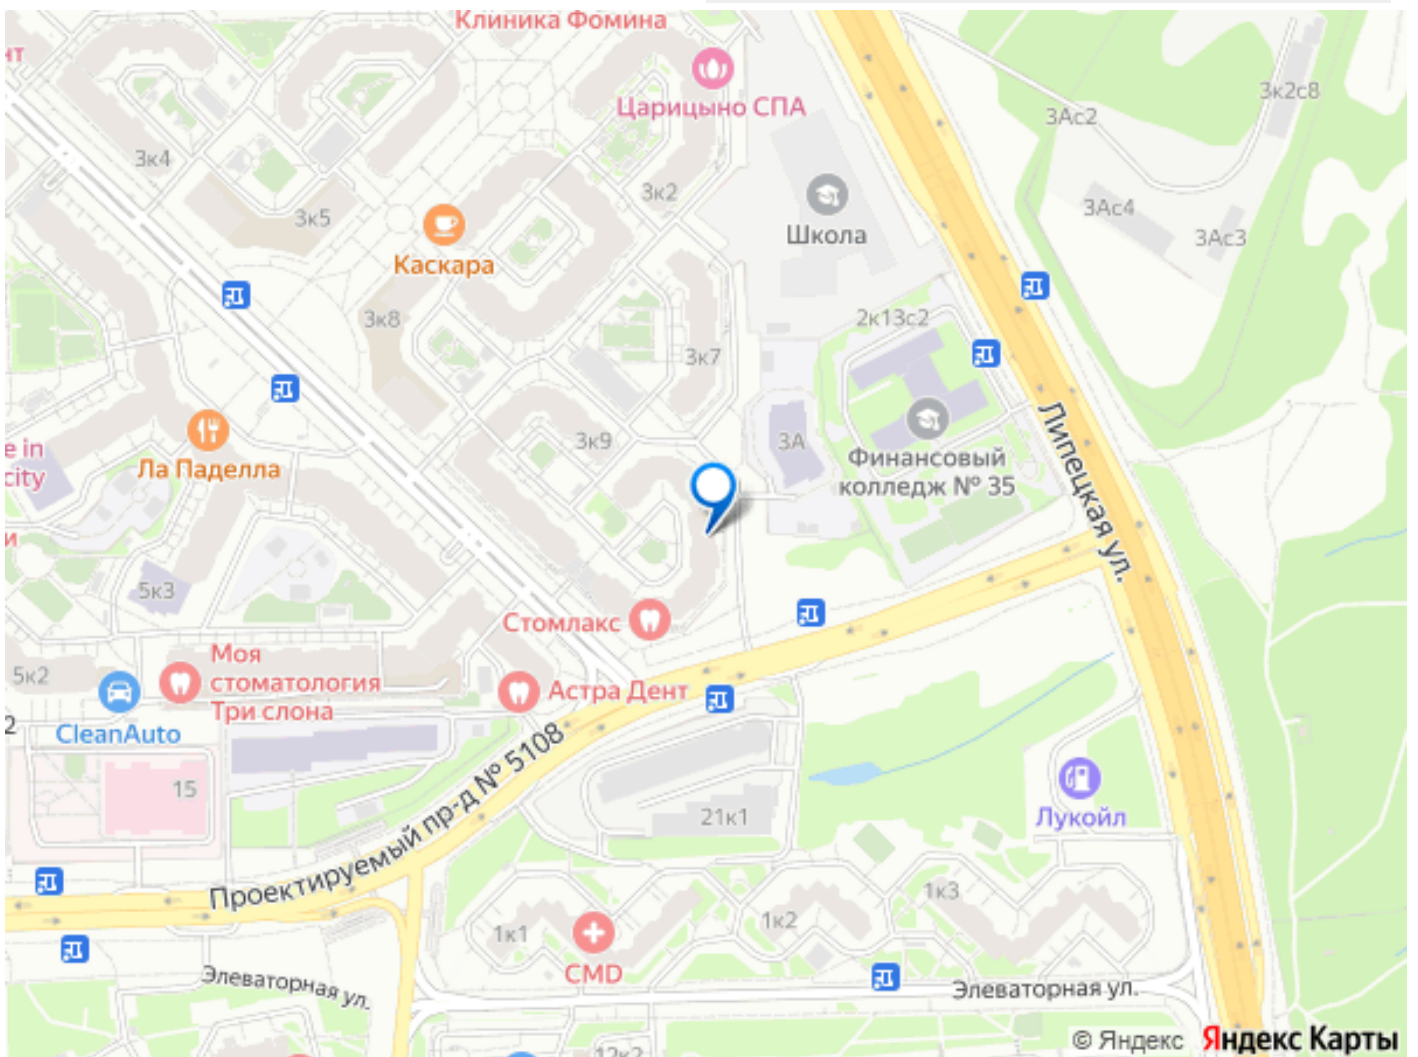 Клиника Фомина
нт
Царицыно СПА
3к2с8
3Ас2
3к4
3к2
3к5
3Ас4
Школа
3Ас3
Каскара
3к8
2к13с2
3к7
Липецкая ул.
3к9
3А
e in
city
Ла Паделла
Финансовый
колледж № 35
и
5к3
Стомлакс
5к2
Моя
стоматология
Три слона
Астра Дент
2
CleanAuto
15
Проектируемый пр-д № 5108
21к1
Лукойл
1к3
1к2
1к1
CMD
Элеваторная ул.
Элеваторная ул.
12к2
© Яндекс Яндекс Карты